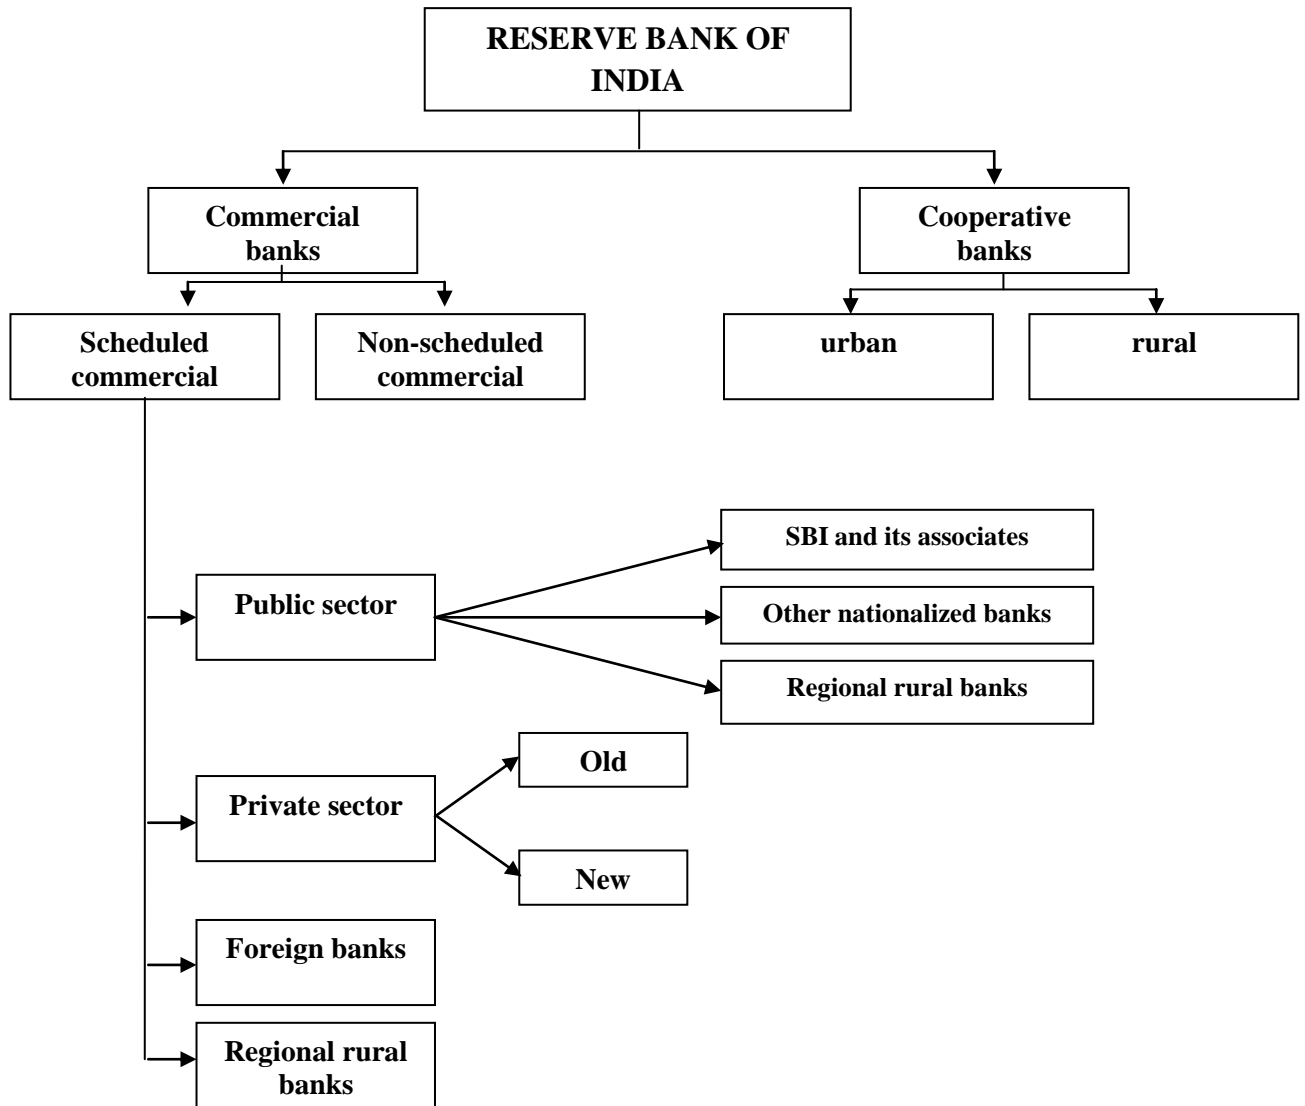 RESERVE BANK OF
INDIA
Commercial
banks
Cooperative
banks
Scheduled
commercial
Non-scheduled
commercial
urban
rural
SBI and its associates
Public sector
Other nationalized banks
Regional rural banks
Old
Private sector
New
Foreign banks
Regional rural
banks